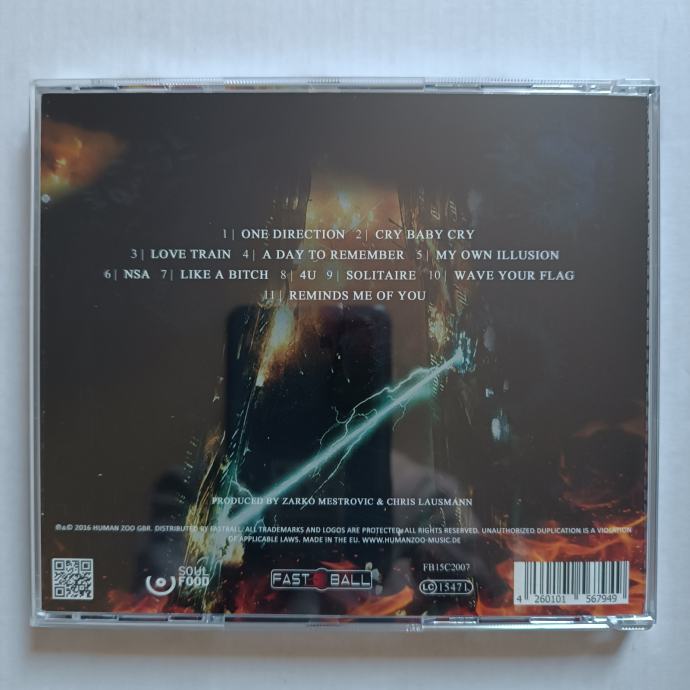 1| ONE DIRECTION 2| CRY BABY CRY
3| LOVE TRAIN 4| A DAY TO REMEMBER 5| MY OWN ILLUSION
6| NSA 7| LIKE A BITCH 8| 4U 9| SOLITAIRE 10| WAVE YOUR FLAG
11| REMINDS ME OF YOU
PRODUCED BY ZARKO MESTROVIC & CHRIS LAUSMANN
℗&© 2016 HUMAN ZOO GBR. DISTRIBUTED BY FASTBALL. ALL TRADEMARKS AND LOGOS ARE PROTECTED. ALL RIGHTS RESERVED. UNAUTHORIZED DUPLICATION IS A VIOLATION
OF APPLICABLE LAWS. MADE IN THE EU. WWW.HUMANZOO-MUSIC.DE
SOUL
FOOD
FAST BALL
FB15C2007
LC 15471
4 260101 567949